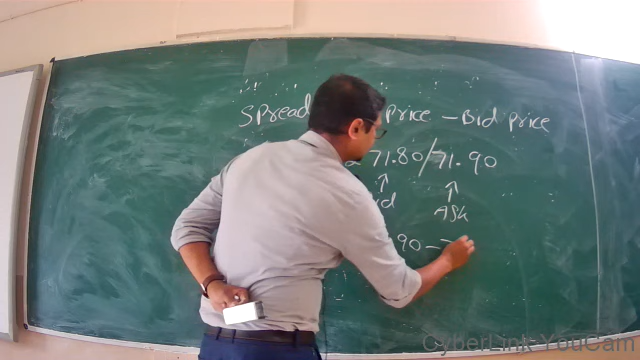 Spread price - Bid price
71.80/71.90
Ask
90 -
CyberLink YouCam